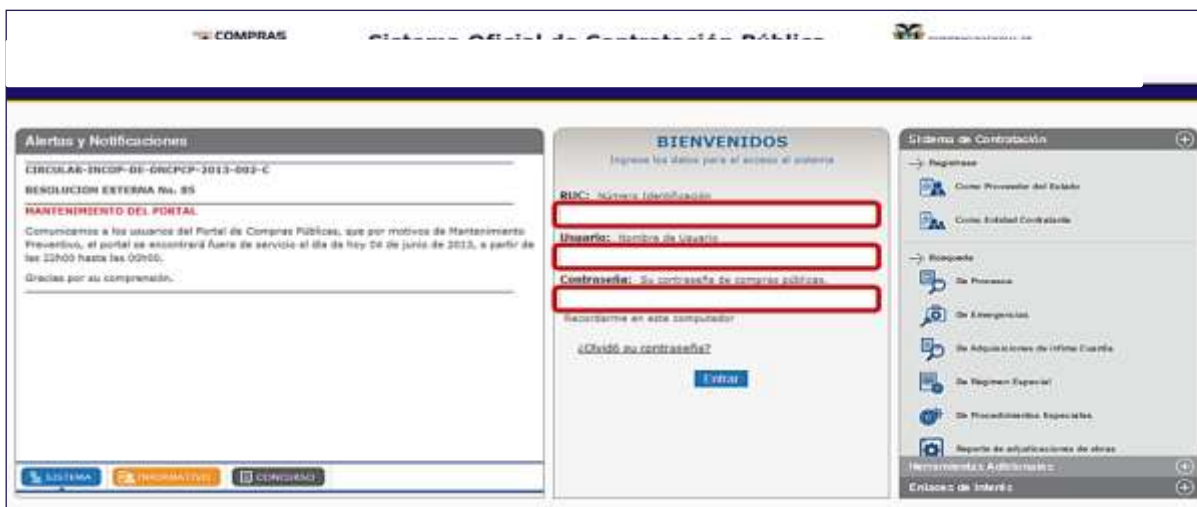 COMPRAS
Sistema Oficial de Contratación Pública
Alertas y Notificaciones
CIRCULAR-INCOP-DE-DNCPCP-2013-002-C
RESOLUCION EXTERNA No. 85
MANTENIMIENTO DEL PORTAL
Comunicamos a los usuarios del Portal de Compras Públicas, que por motivos de Mantenimiento
Preventivo, el portal se encontrará fuera de servicio el día de hoy 04 de junio de 2013, a partir de
las 22h00 hasta las 00h00.
Gracias por su comprensión.
SISTEMA
INFORMATIVO
CONCURSO
BIENVENIDOS
Ingrese los datos para el acceso al sistema
RUC: Número Identificación
Usuario: Nombre de Usuario
Contraseña: Su contraseña de compras públicas.
Recordarme en este computador
¿Olvidó su contraseña?
Entrar
Sistema de Contratación
Registrase
Como Proveedor del Estado
Como Entidad Contratante
Búsqueda
De Procesos
De Emergencias
De Adquisiciones de Infima Cuantía
De Régimen Especial
De Procedimientos Especiales
Reporte de adjudicaciones de obras
Herramientas Adicionales
Enlaces de Interés